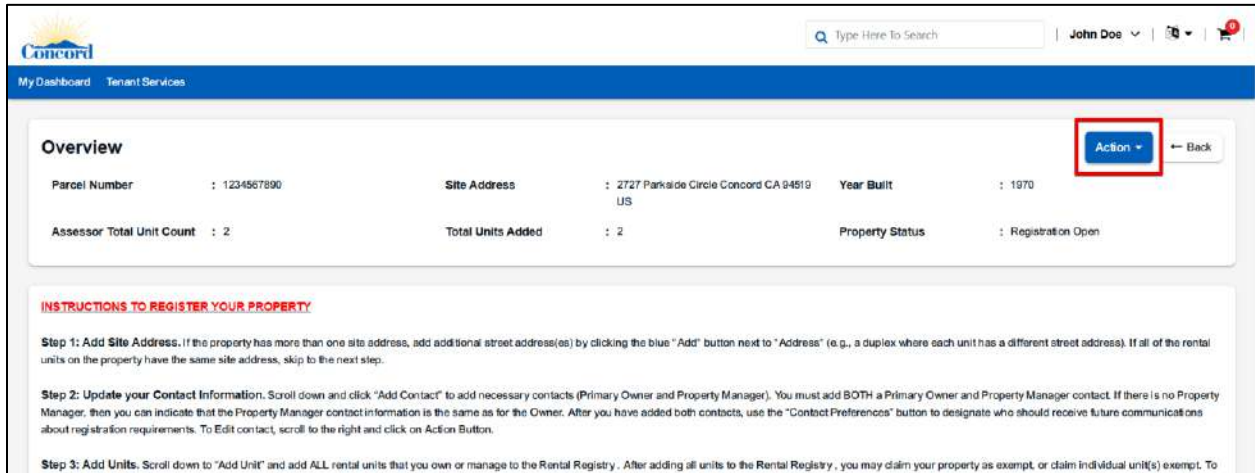 Concord
Type Here To Search
John Doe
0
My Dashboard Tenant Services
Overview
Action
← Back
Parcel Number : 1234567890 Site Address : 2727 Parkside Circle Concord CA 94519 Year Built : 1970
US
Assessor Total Unit Count : 2 Total Units Added : 2 Property Status : Registration Open
INSTRUCTIONS TO REGISTER YOUR PROPERTY
Step 1: Add Site Address. If the property has more than one site address, add additional street address(es) by clicking the blue "Add" button next to "Address" (e.g., a duplex where each unit has a different street address). If all of the rental
units on the property have the same site address, skip to the next step.
Step 2: Update your Contact Information. Scroll down and click "Add Contact" to add necessary contacts (Primary Owner and Property Manager). You must add BOTH a Primary Owner and Property Manager contact. If there is no Property
Manager, then you can indicate that the Property Manager contact information is the same as for the Owner. After you have added both contacts, use the "Contact Preferences" button to designate who should receive future communications
about registration requirements. To Edit contact, scroll to the right and click on Action Button.
Step 3: Add Units. Scroll down to "Add Unit" and add ALL rental units that you own or manage to the Rental Registry. After adding all units to the Rental Registry, you may claim your property as exempt, or claim individual unit(s) exempt. To